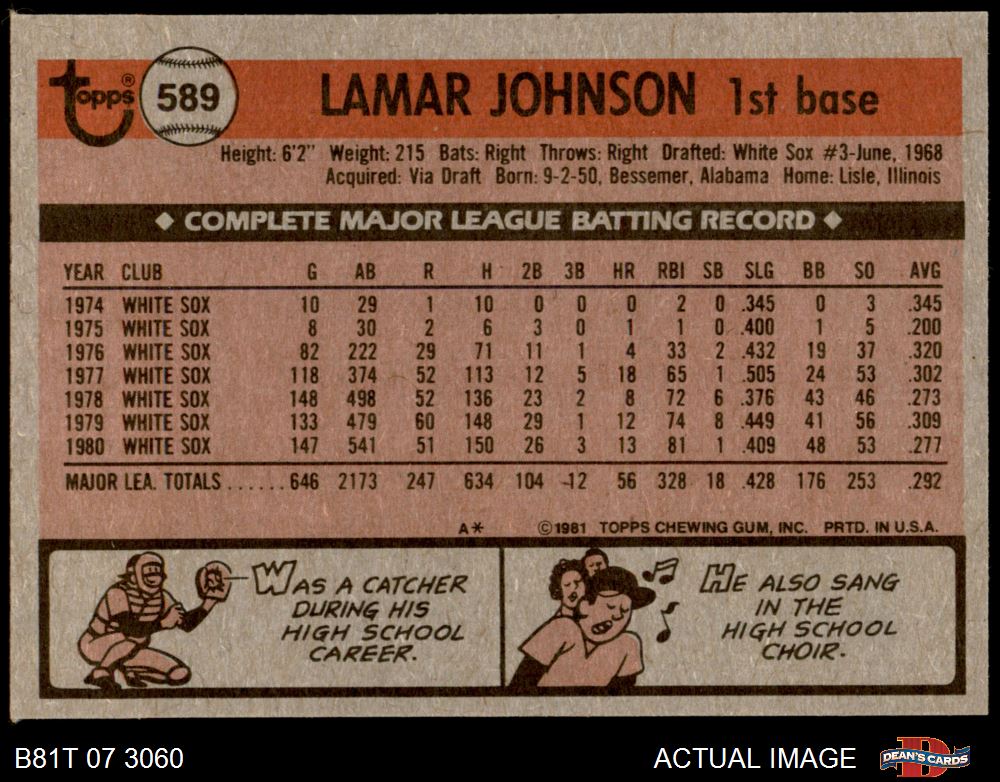 Topps® 589 LAMAR JOHNSON 1st base
Height: 6'2" Weight: 215 Bats: Right Throws: Right Drafted: White Sox #3-June, 1968
Acquired: Via Draft Born: 9-2-50, Bessemer, Alabama Home: Lisle, Illinois
◆ COMPLETE MAJOR LEAGUE BATTING RECORD ◆
YEAR CLUB G AB R H 2B 3B HR RBI SB SLG BB SO AVG
1974 WHITE SOX 10 29 1 10 0 0 0 2 0 .345 0 3 .345
1975 WHITE SOX 8 30 2 6 3 0 1 1 0 .400 1 5 .200
1976 WHITE SOX 82 222 29 71 11 1 4 33 2 .432 19 37 .320
1977 WHITE SOX 118 374 52 113 12 5 18 65 1 .505 24 53 .302
1978 WHITE SOX 148 498 52 136 23 2 8 72 6 .376 43 46 .273
1979 WHITE SOX 133 479 60 148 29 1 12 74 8 .449 41 56 .309
1980 WHITE SOX 147 541 51 150 26 3 13 81 1 .409 48 53 .277
MAJOR LEA. TOTALS ...... 646 2173 247 634 104 12 56 328 18 .428 176 253 .292
A* ©1981 TOPPS CHEWING GUM, INC. PRTD. IN U.S.A.
WAS A CATCHER
DURING HIS
HIGH SCHOOL
CAREER.
HE ALSO SANG
IN THE
HIGH SCHOOL
CHOIR.
B81T 07 3060 ACTUAL IMAGE DEAN'S CARDS